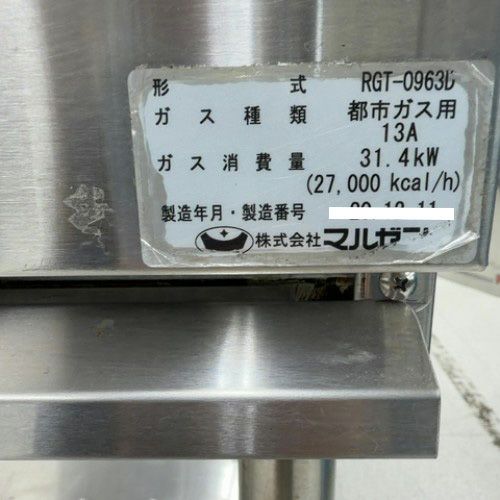 形 式 RGT-0963D
ガス種類 都市ガス用
13A
ガス消費量 31.4kW
(27,000 kcal/h)
製造年月・製造番号
株式会社マルゼン